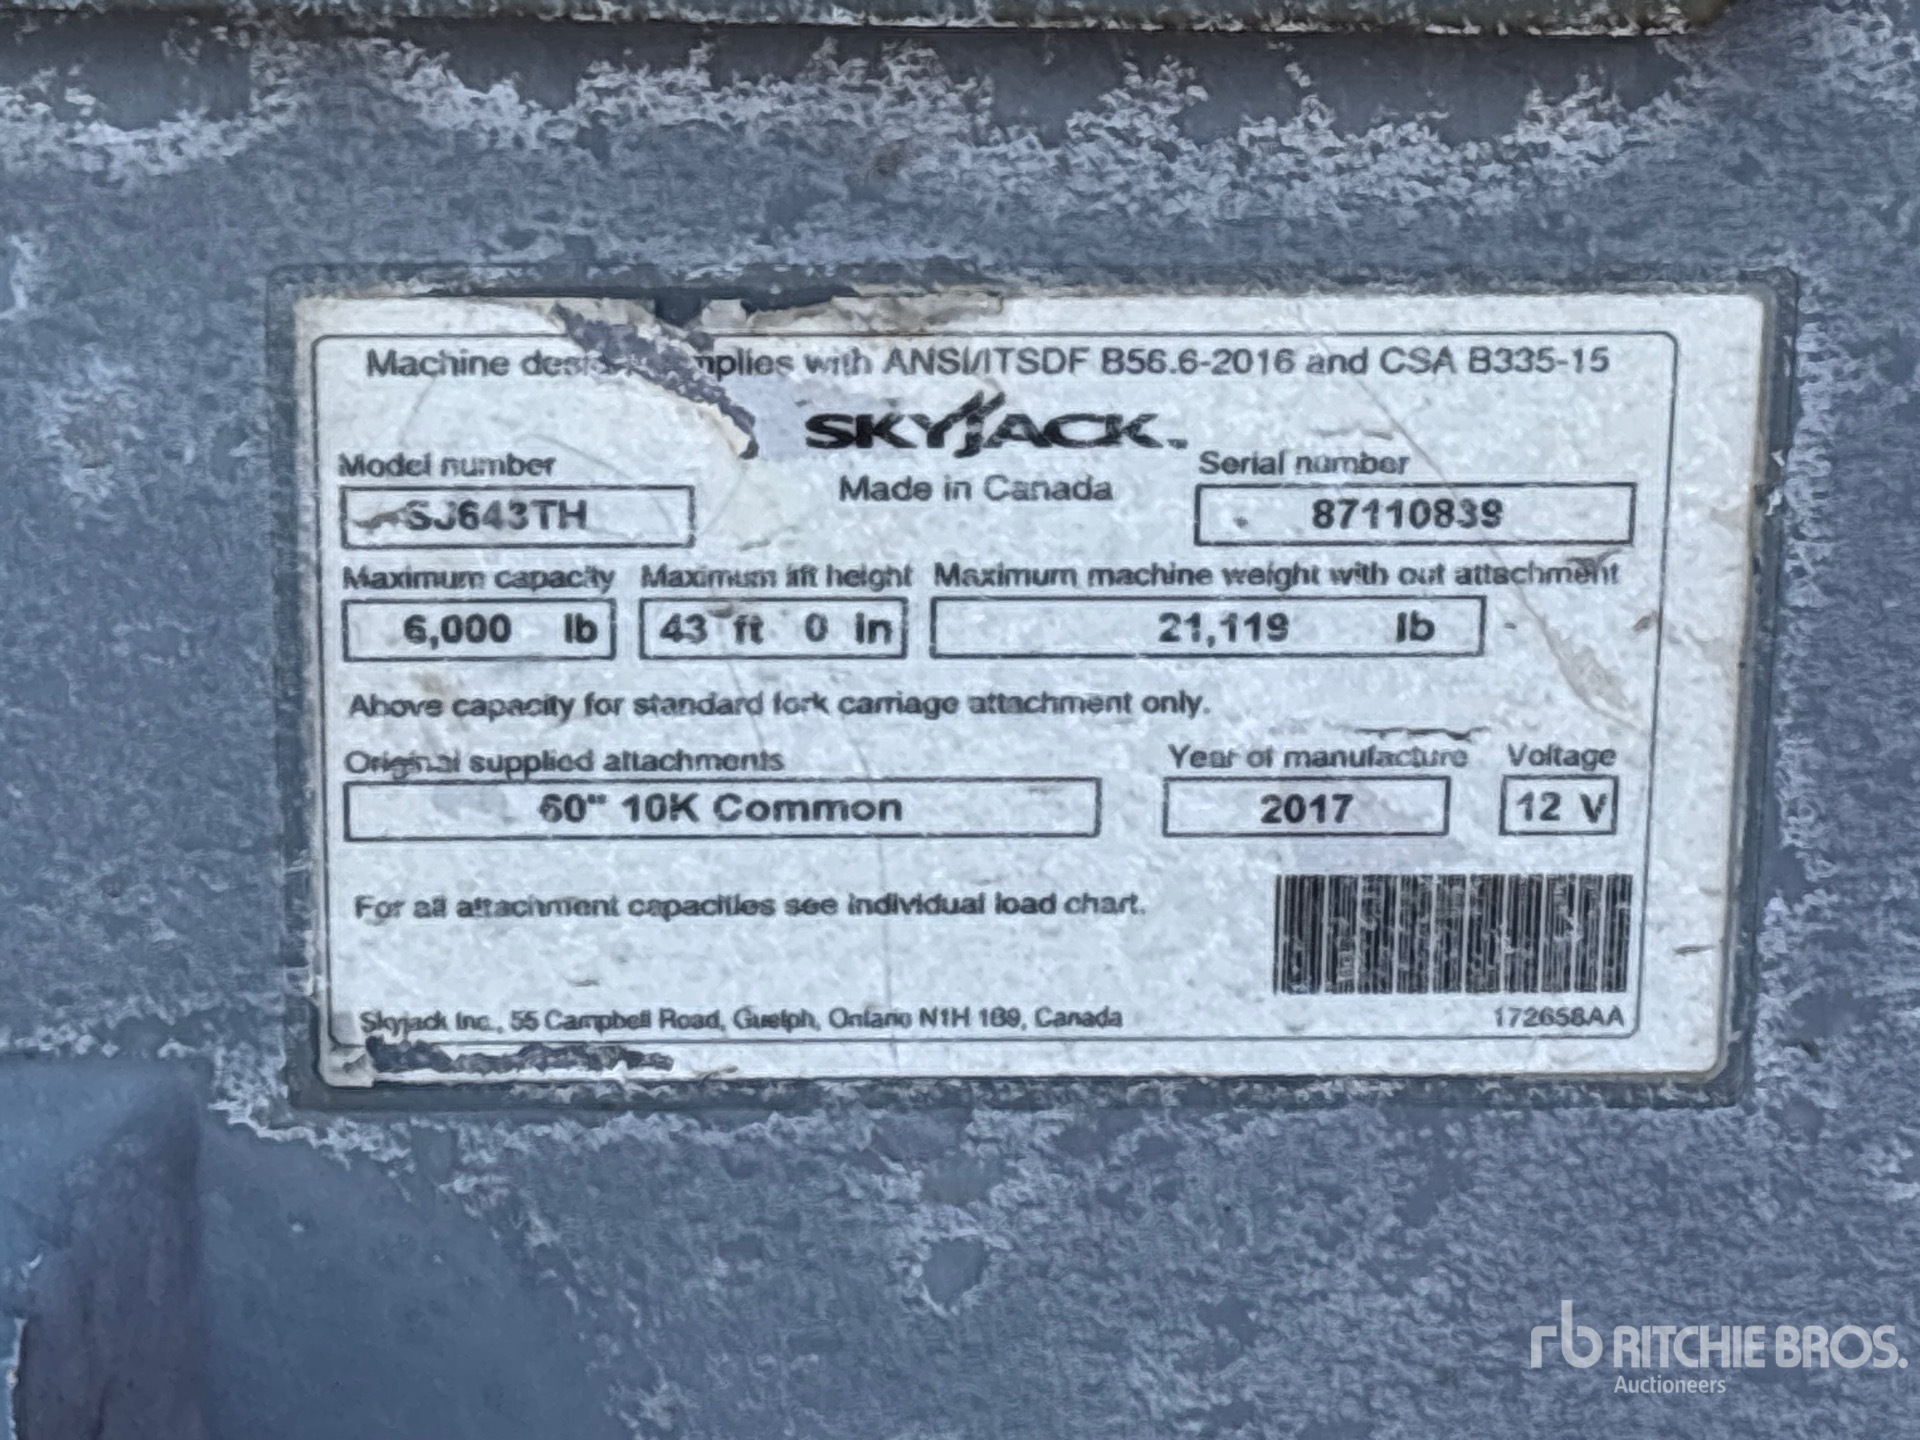 Machine complies with ANSI/ITSDF B56.6-2016 and CSA B335-15
SKYJACK
Made in Canada
Model number
SJ643TH
Serial number
87110839
Maximum capacity Maximum lift height Maximum machine weight with out attachment
6,000 lb 43 ft 0 in 21,119 lb
Above capacity for standard fork carriage attachment only.
Original supplied attachments Year of manufacture Voltage
60" 10K Common 2017 12 V
For all attachment capacities see individual load chart.
Skyjack Inc., 55 Campbell Road, Guelph, Ontario N1H 1B9, Canada
172658AA
rb RITCHIE BROS.
Auctioneers